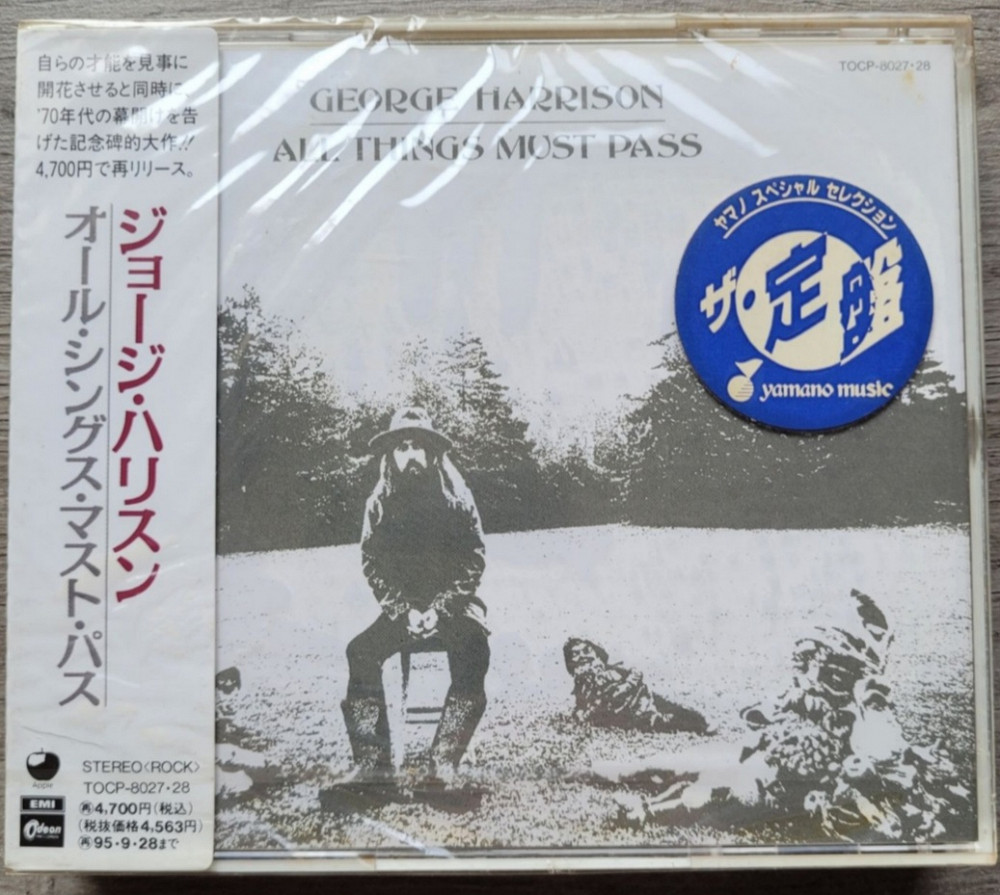 自らの才能を見事に
開花させると同時に、
'70年代の幕開けを告
げた記念碑的大作!!
4,700円で再リリース。
ジョージ・ハリスン
オール・シングス・マスト・パス
Apple
STEREO〈ROCK〉
TOCP-8027・28
EMI
Odeon
再4,700円(税込)
(税抜価格4,563円)
再95・9・28まで
TOCP-8027・28
GEORGE HARRISON
ALL THINGS MUST PASS
ヤマノ スペシャル セレクション
ザ・定盤
yamano music